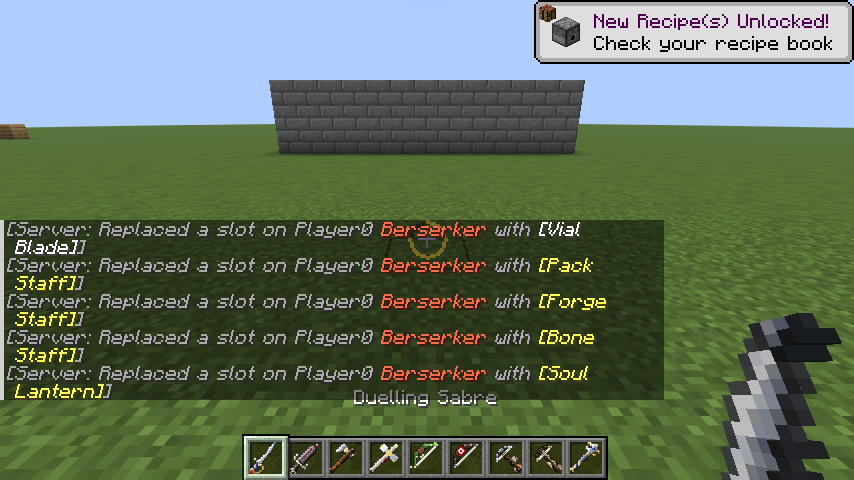 New Recipe(s) Unlocked!
Check your recipe book
[Server: Replaced a slot on Player0 Berserker with [Vial
Blade]]
[Server: Replaced a slot on Player0 Berserker with [Pack
Staff]]
[Server: Replaced a slot on Player0 Berserker with [Forge
Staff]]
[Server: Replaced a slot on Player0 Berserker with [Bone
Staff]]
[Server: Replaced a slot on Player0 Berserker with [Soul
Lantern]]
Duelling Sabre